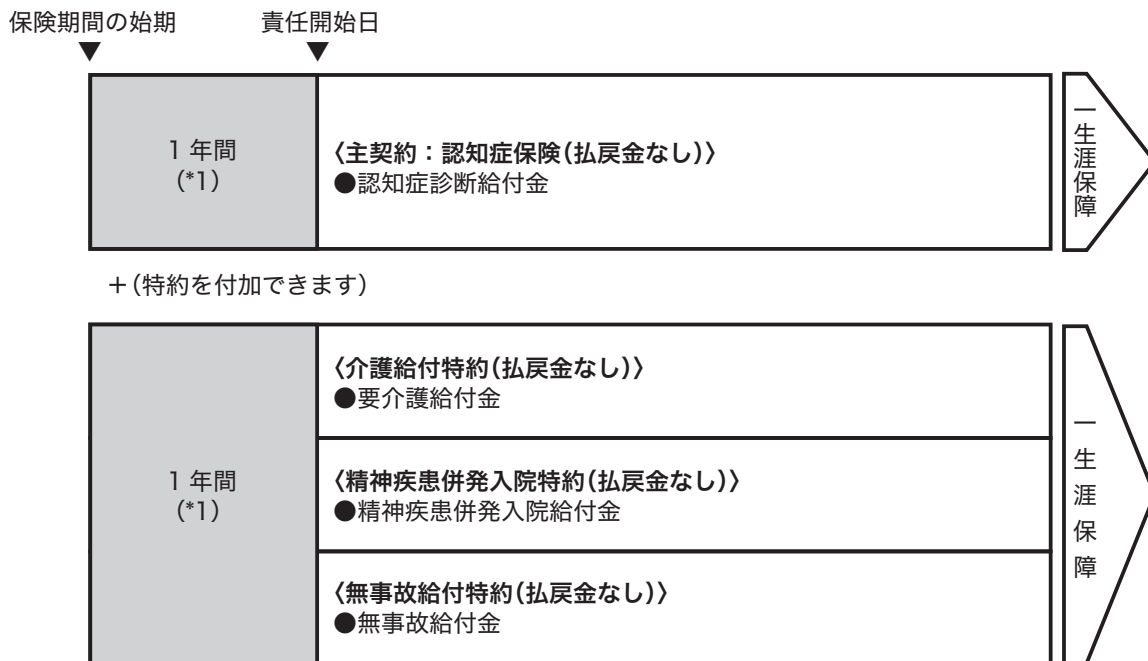 保険期間の始期
責任開始日
▼
▼
1年間
(*1)
〈主契約：認知症保険(払戻金なし)〉
●認知症診断給付金
一生涯保障
＋(特約を付加できます)
1年間
(*1)
〈介護給付特約(払戻金なし)〉
●要介護給付金
〈精神疾患併発入院特約(払戻金なし)〉
●精神疾患併発入院給付金
〈無事故給付特約(払戻金なし)〉
●無事故給付金
一生涯保障